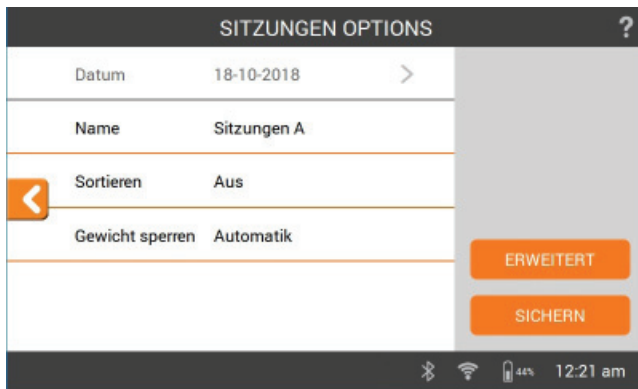 SITZUNGEN OPTIONS ?
Datum 18-10-2018
Name Sitzungen A
Sortieren Aus
Gewicht sperren Automatik
ERWEITERT
SICHERN
44% 12:21 am